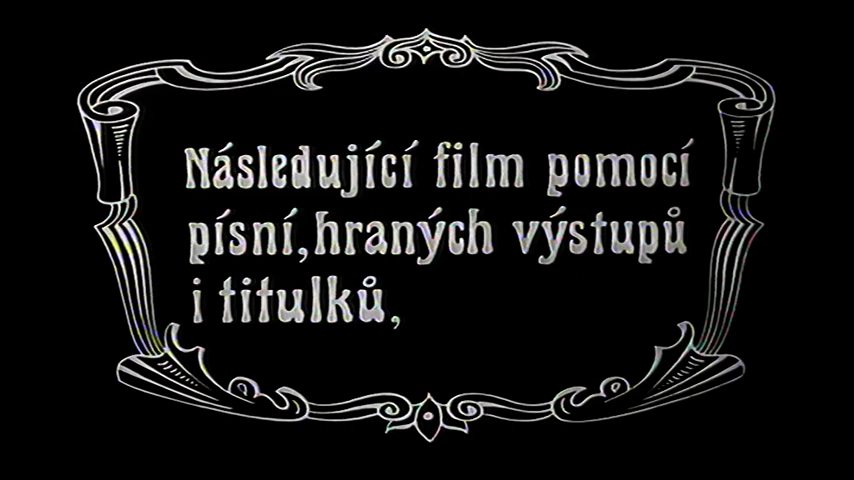 Následující film pomocí
písní, hraných výstupů
i titulků,